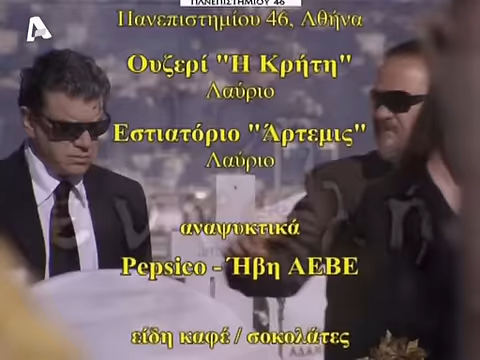 ΠΑΝΕΠΙΣΤΗΜΙΟΥ 46
Πανεπιστημίου 46, Αθήνα
Ουζερί "Η Κρήτη"
Λαύριο
Εστιατόριο "Άρτεμις"
Λαύριο
αναψυκτικά
Pepsico - Ήβη ΑΕΒΕ
είδη καφέ / σοκολάτες